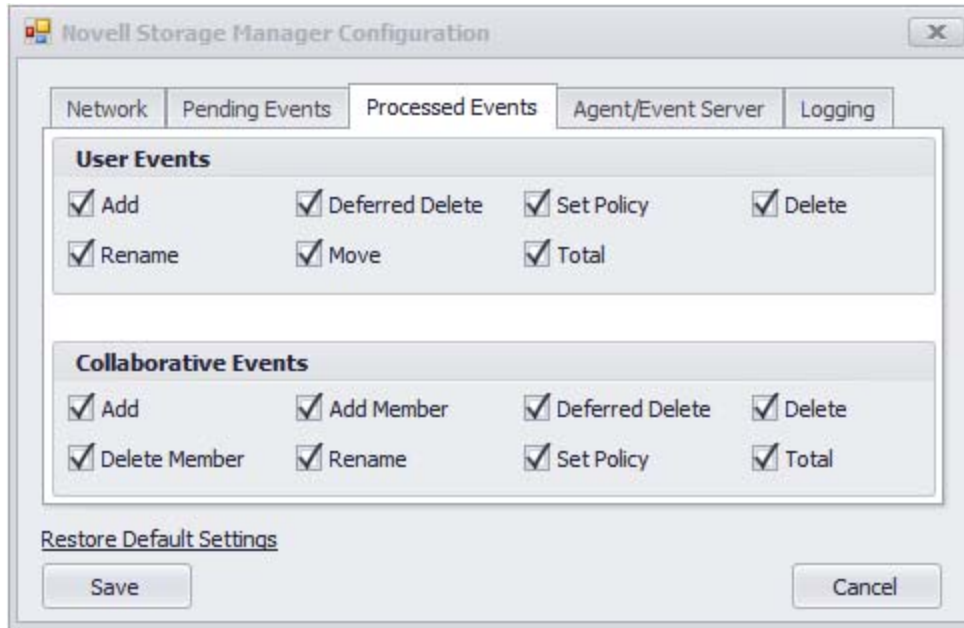 Novell Storage Manager Configuration
Network Pending Events Processed Events Agent/Event Server Logging
User Events
Add Deferred Delete Set Policy Delete
Rename Move Total
Collaborative Events
Add Add Member Deferred Delete Delete
Delete Member Rename Set Policy Total
Restore Default Settings
Save Cancel